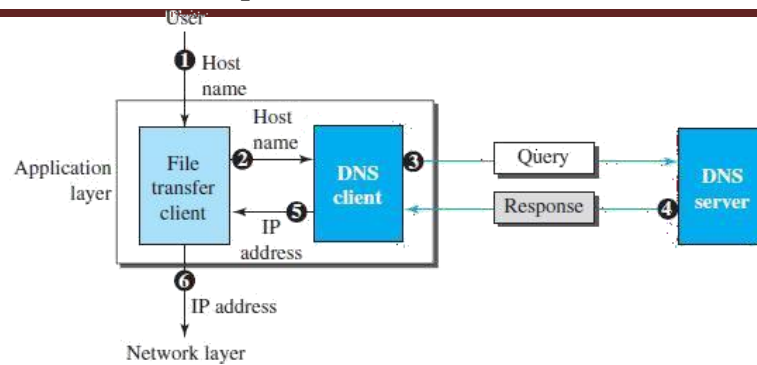 User
1 Host
name
Host
name
Application
layer
File
transfer
client
2
DNS
client
3
Query
DNS
server
Response
4
5
IP
address
6
IP address
Network layer